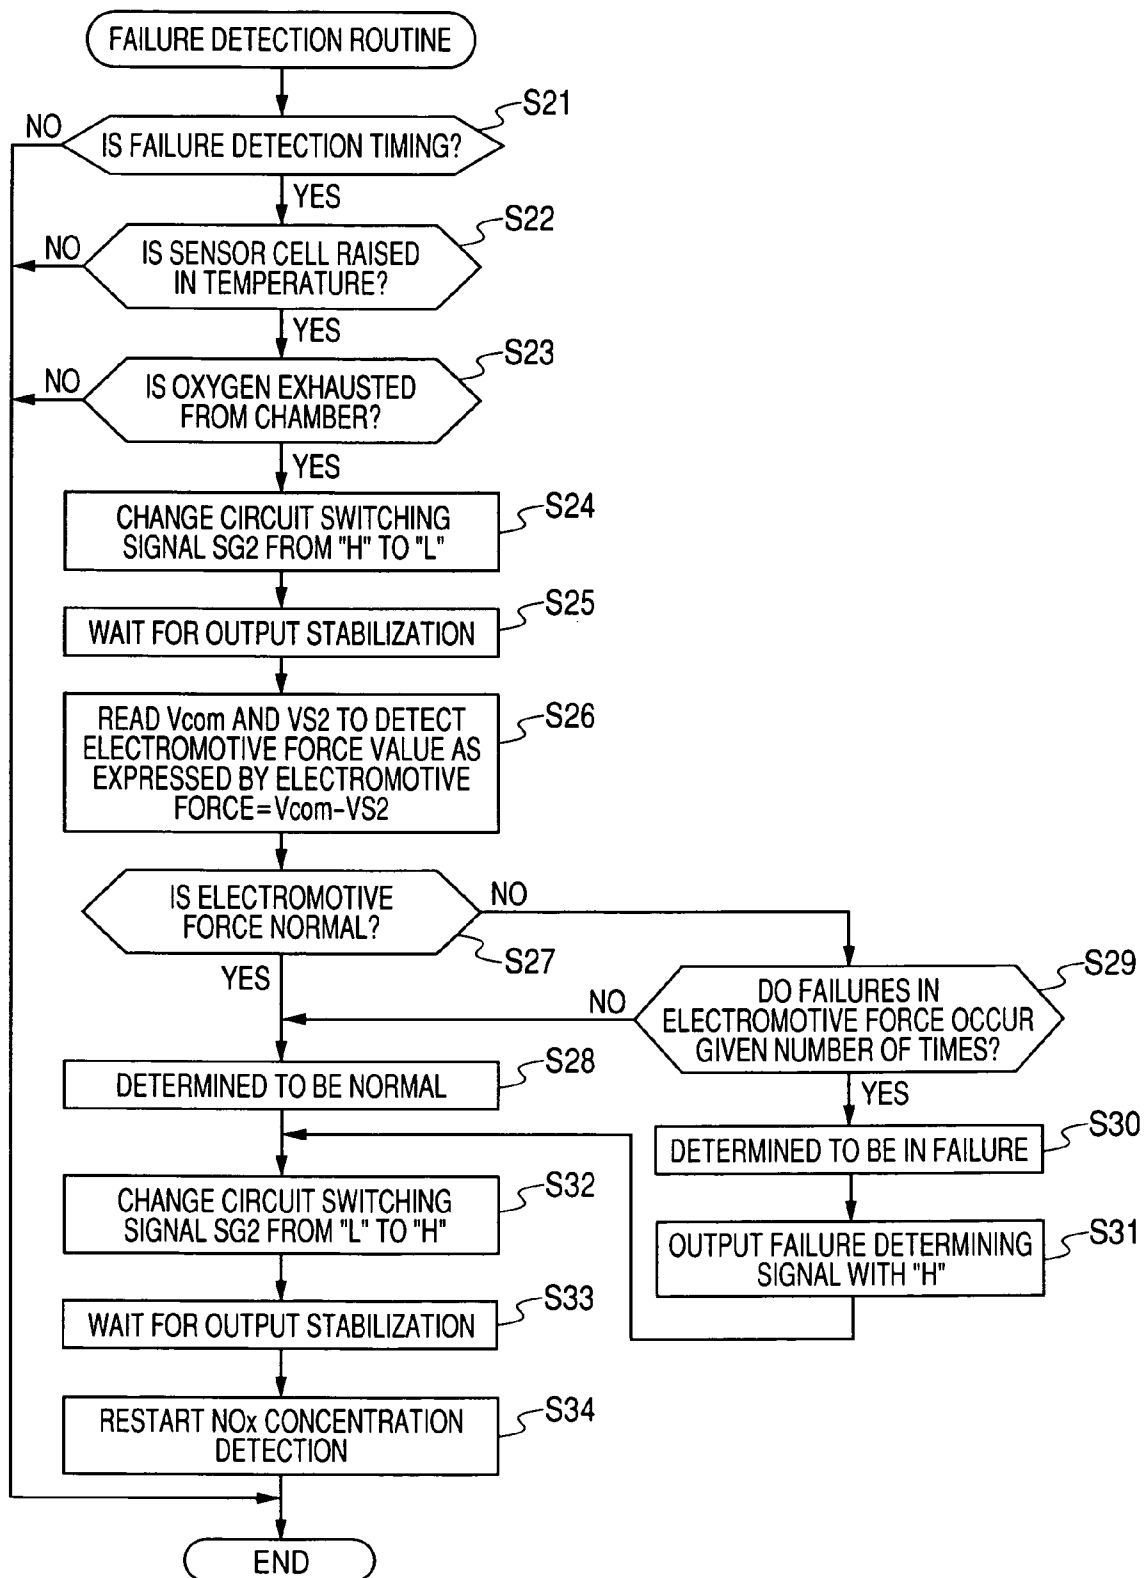 FAILURE DETECTION ROUTINE
S21
NO
IS FAILURE DETECTION TIMING?
YES
S22
NO
IS SENSOR CELL RAISED
IN TEMPERATURE?
YES
S23
NO
IS OXYGEN EXHAUSTED
FROM CHAMBER?
YES
S24
CHANGE CIRCUIT SWITCHING
SIGNAL SG2 FROM "H" TO "L"
S25
WAIT FOR OUTPUT STABILIZATION
S26
READ Vcom AND VS2 TO DETECT
ELECTROMOTIVE FORCE VALUE AS
EXPRESSED BY ELECTROMOTIVE
FORCE=Vcom-VS2
IS ELECTROMOTIVE
FORCE NORMAL?
NO
S27
YES
S29
NO
DO FAILURES IN
ELECTROMOTIVE FORCE OCCUR
GIVEN NUMBER OF TIMES?
YES
S28
DETERMINED TO BE NORMAL
S30
DETERMINED TO BE IN FAILURE
S32
CHANGE CIRCUIT SWITCHING
SIGNAL SG2 FROM "L" TO "H"
S31
OUTPUT FAILURE DETERMINING
SIGNAL WITH "H"
S33
WAIT FOR OUTPUT STABILIZATION
S34
RESTART NOx CONCENTRATION
DETECTION
END